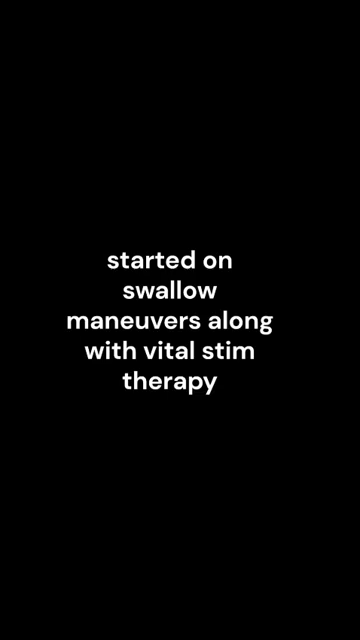 started on
swallow
maneuvers along
with vital stim
therapy